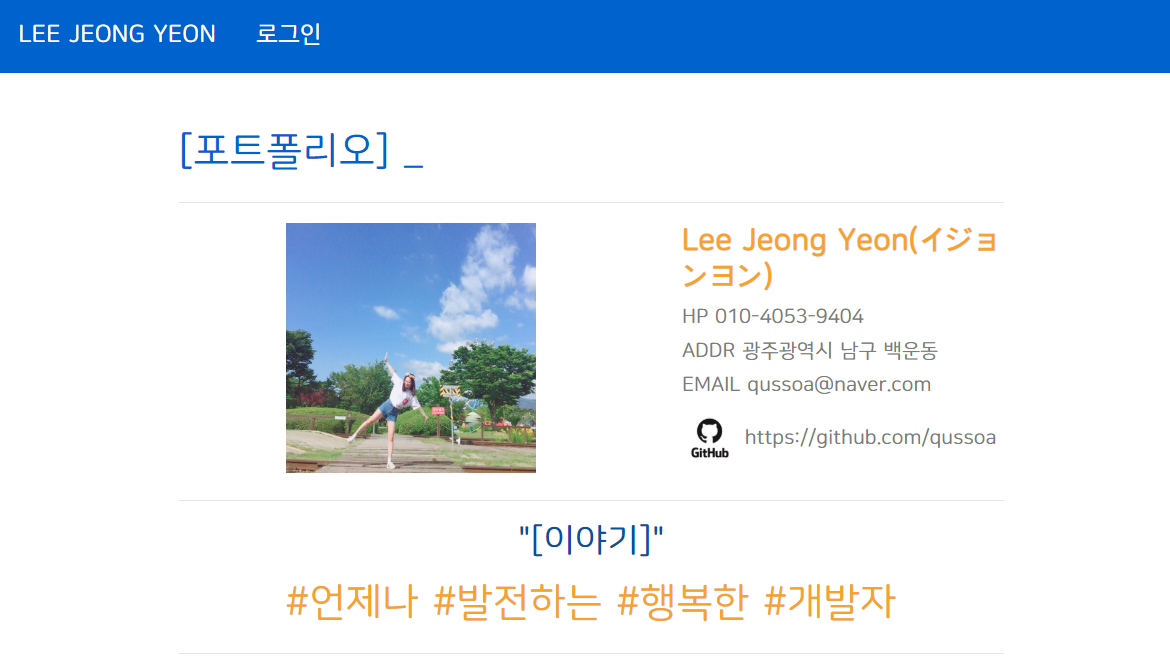 LEE JEONG YEON 로그인
[포트폴리오] _
Lee Jeong Yeon(イジョ
ンヨン)
HP 010-4053-9404
ADDR 광주광역시 남구 백운동
EMAIL qussoa@naver.com
GitHub https://github.com/qussoa
"[이야기]"
#언제나 #발전하는 #행복한 #개발자